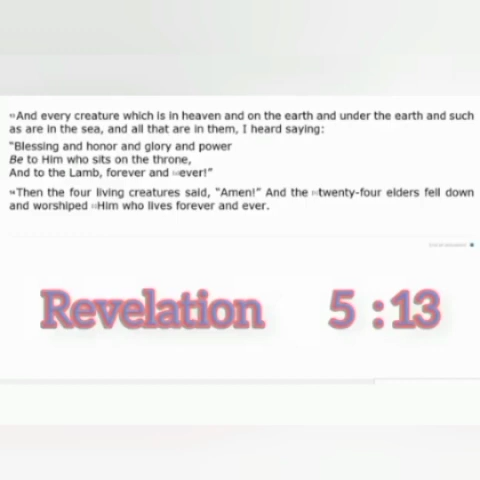 And every creature which is in heaven and on the earth and under the earth and such
as are in the sea, and all that are in them, I heard saying:
"Blessing and honor and glory and power
Be to Him who sits on the throne,
And to the Lamb, forever and ever!"
Then the four living creatures said, "Amen!" And the twenty-four elders fell down
and worshiped Him who lives forever and ever.
Revelation 5 :13